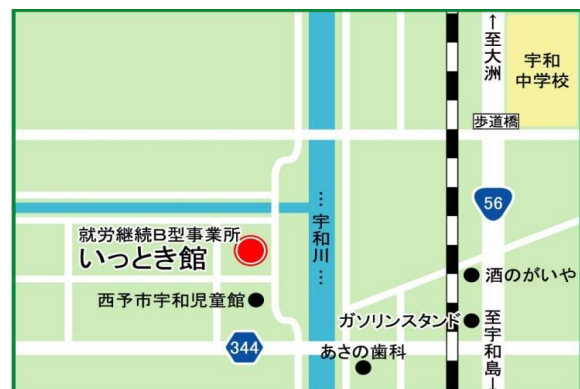 ↑至大洲
宇和
中学校
歩道橋
56
…宇和川…
就労継続B型事業所
いっとき館
酒のがいや
西予市宇和児童館
ガソリンスタンド
至宇和島↓
344
あさの歯科